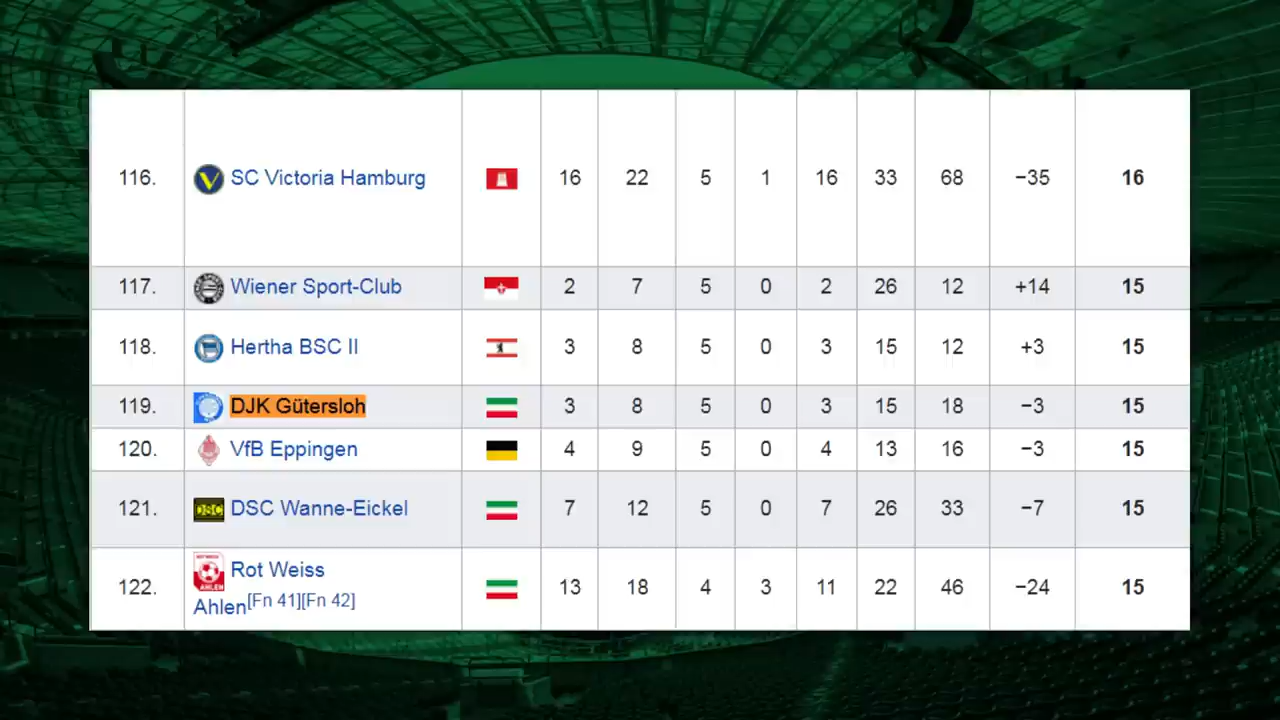 116. SC Victoria Hamburg 16 22 5 1 16 33 68 −35 16
117. Wiener Sport-Club 2 7 5 0 2 26 12 +14 15
118. Hertha BSC II 3 8 5 0 3 15 12 +3 15
119. DJK Gütersloh 3 8 5 0 3 15 18 −3 15
120. VfB Eppingen 4 9 5 0 4 13 16 −3 15
121. DSC DSC Wanne-Eickel 7 12 5 0 7 26 33 −7 15
ROT WEISS
AHLEN
122. Rot Weiss 13 18 4 3 11 22 46 −24 15
Ahlen[Fn 41][Fn 42]